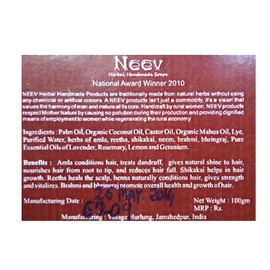 NEEV
Herbal, Handmade Soaps
National Award Winner 2010
NEEV Herbal Handmade Products are traditionally made from natural herbs without using
any chemical or artifical colours. A NEEV product isn't just a commodity, it's a vision that
values the harmony of man and nature at its core. Handcraft by rural women, NEEV products
respect Mother Nature by causing no pollution during their production and providing dignified
means of employment to women while regenerating the rural economy
Ingredients : Palm Oil, Organic Coconut Oil, Castor Oil, Organic Mahua Oil, Lye,
Purified Water, herbs of amla, reetha, shikakai, neem, brahmi, bhringraj, Pure
Essential Oils of Lavender, Rosemary, Lemon and Geranium.
Benefits : Amla conditions hair, treats dandruff, gives natural shine to hair,
nourishes hair from root to tip, and reduces hair fall. Shikakai helps in hair
growth. Reetha heals the scalp, henna naturally conditions hair, gives strength
and vitalizes. Brahmi and bhringraj promote overall health and growth of hair.
26 MAY 2014
Net Weight : 100gm
Manufacturing Date :
MRP : Rs.
Manufacturing : Village Hurlung, Jamshedpur, India